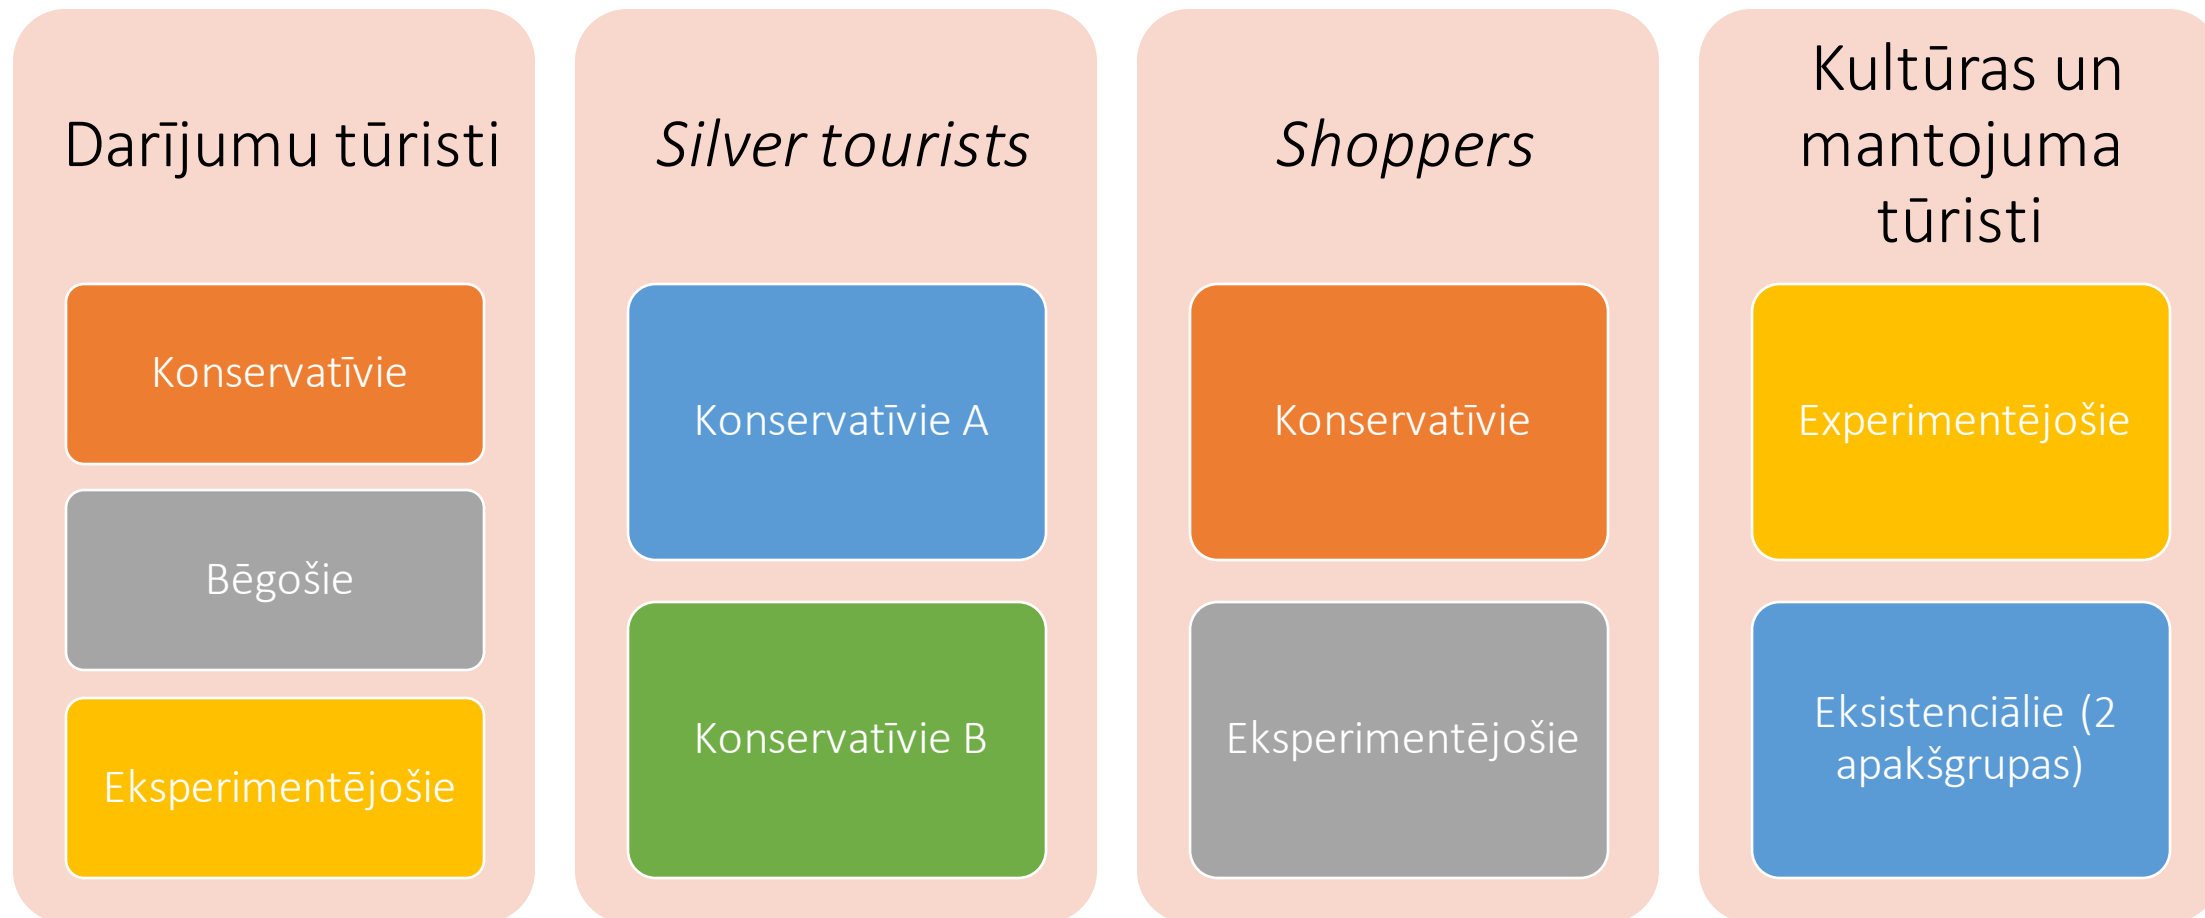 Darījumu tūristi
Konservatīvie
Bēgošie
Eksperimentējošie
Silver tourists
Konservatīvie A
Konservatīvie B
Shoppers
Konservatīvie
Eksperimentējošie
Kultūras un
mantojuma
tūristi
Experimentējošie
Eksistenciālie (2
apakšgrupas)